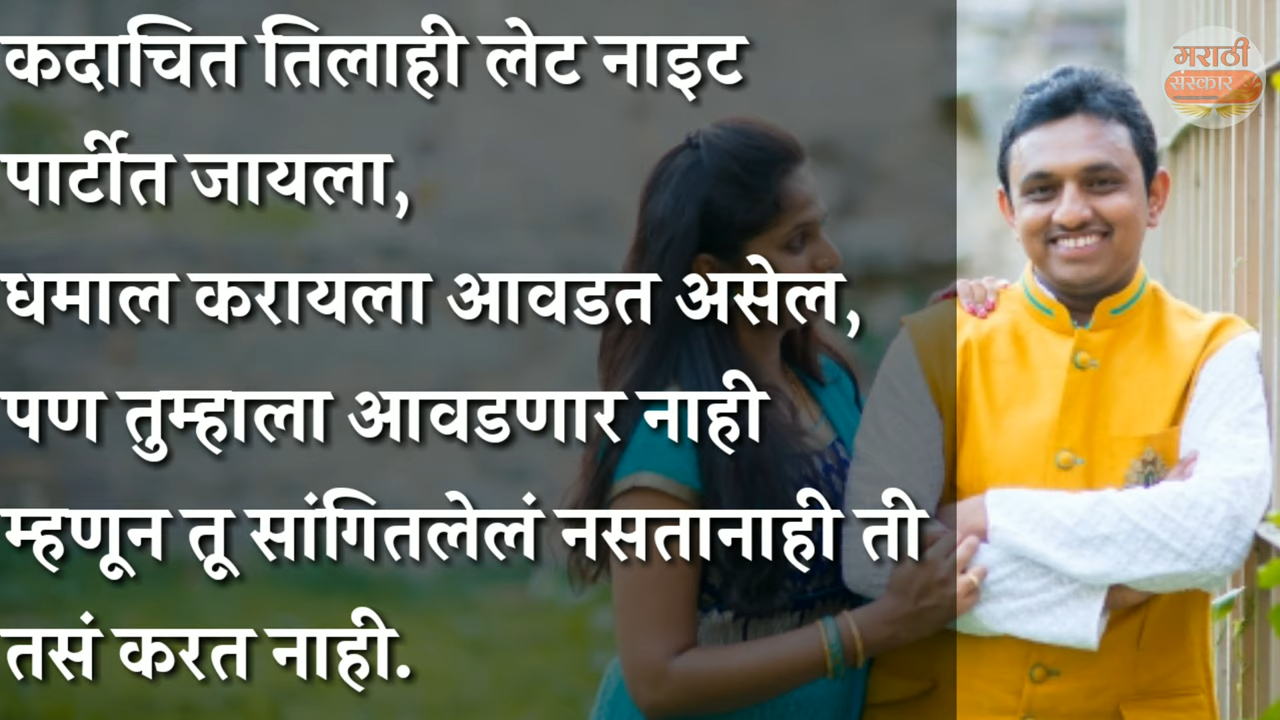 कदाचित तिलाही लेट नाइट
पार्टीत जायला,
धमाल करायला आवडत असेल,
पण तुम्हाला आवडणार नाही
म्हणून तू सांगितलेलं नसतानाही ती
तसं करत नाही.
मराठी
संस्कार